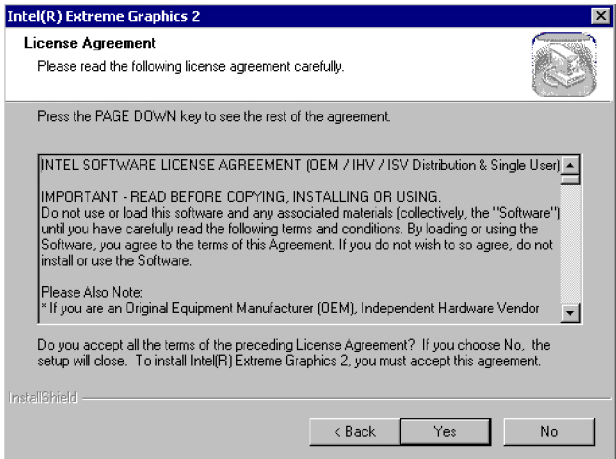 Intel(R) Extreme Graphics 2
License Agreement
Please read the following license agreement carefully.
Press the PAGE DOWN key to see the rest of the agreement.
INTEL SOFTWARE LICENSE AGREEMENT (OEM / IHV / ISV Distribution & Single User)
IMPORTANT - READ BEFORE COPYING, INSTALLING OR USING.
Do not use or load this software and any associated materials (collectively, the "Software")
until you have carefully read the following terms and conditions. By loading or using the
Software, you agree to the terms of this Agreement. If you do not wish to so agree, do not
install or use the Software.
Please Also Note:
* If you are an Original Equipment Manufacturer (OEM), Independent Hardware Vendor
Do you accept all the terms of the preceding License Agreement? If you choose No, the
setup will close. To install Intel(R) Extreme Graphics 2, you must accept this agreement.
InstallShield
< Back Yes No